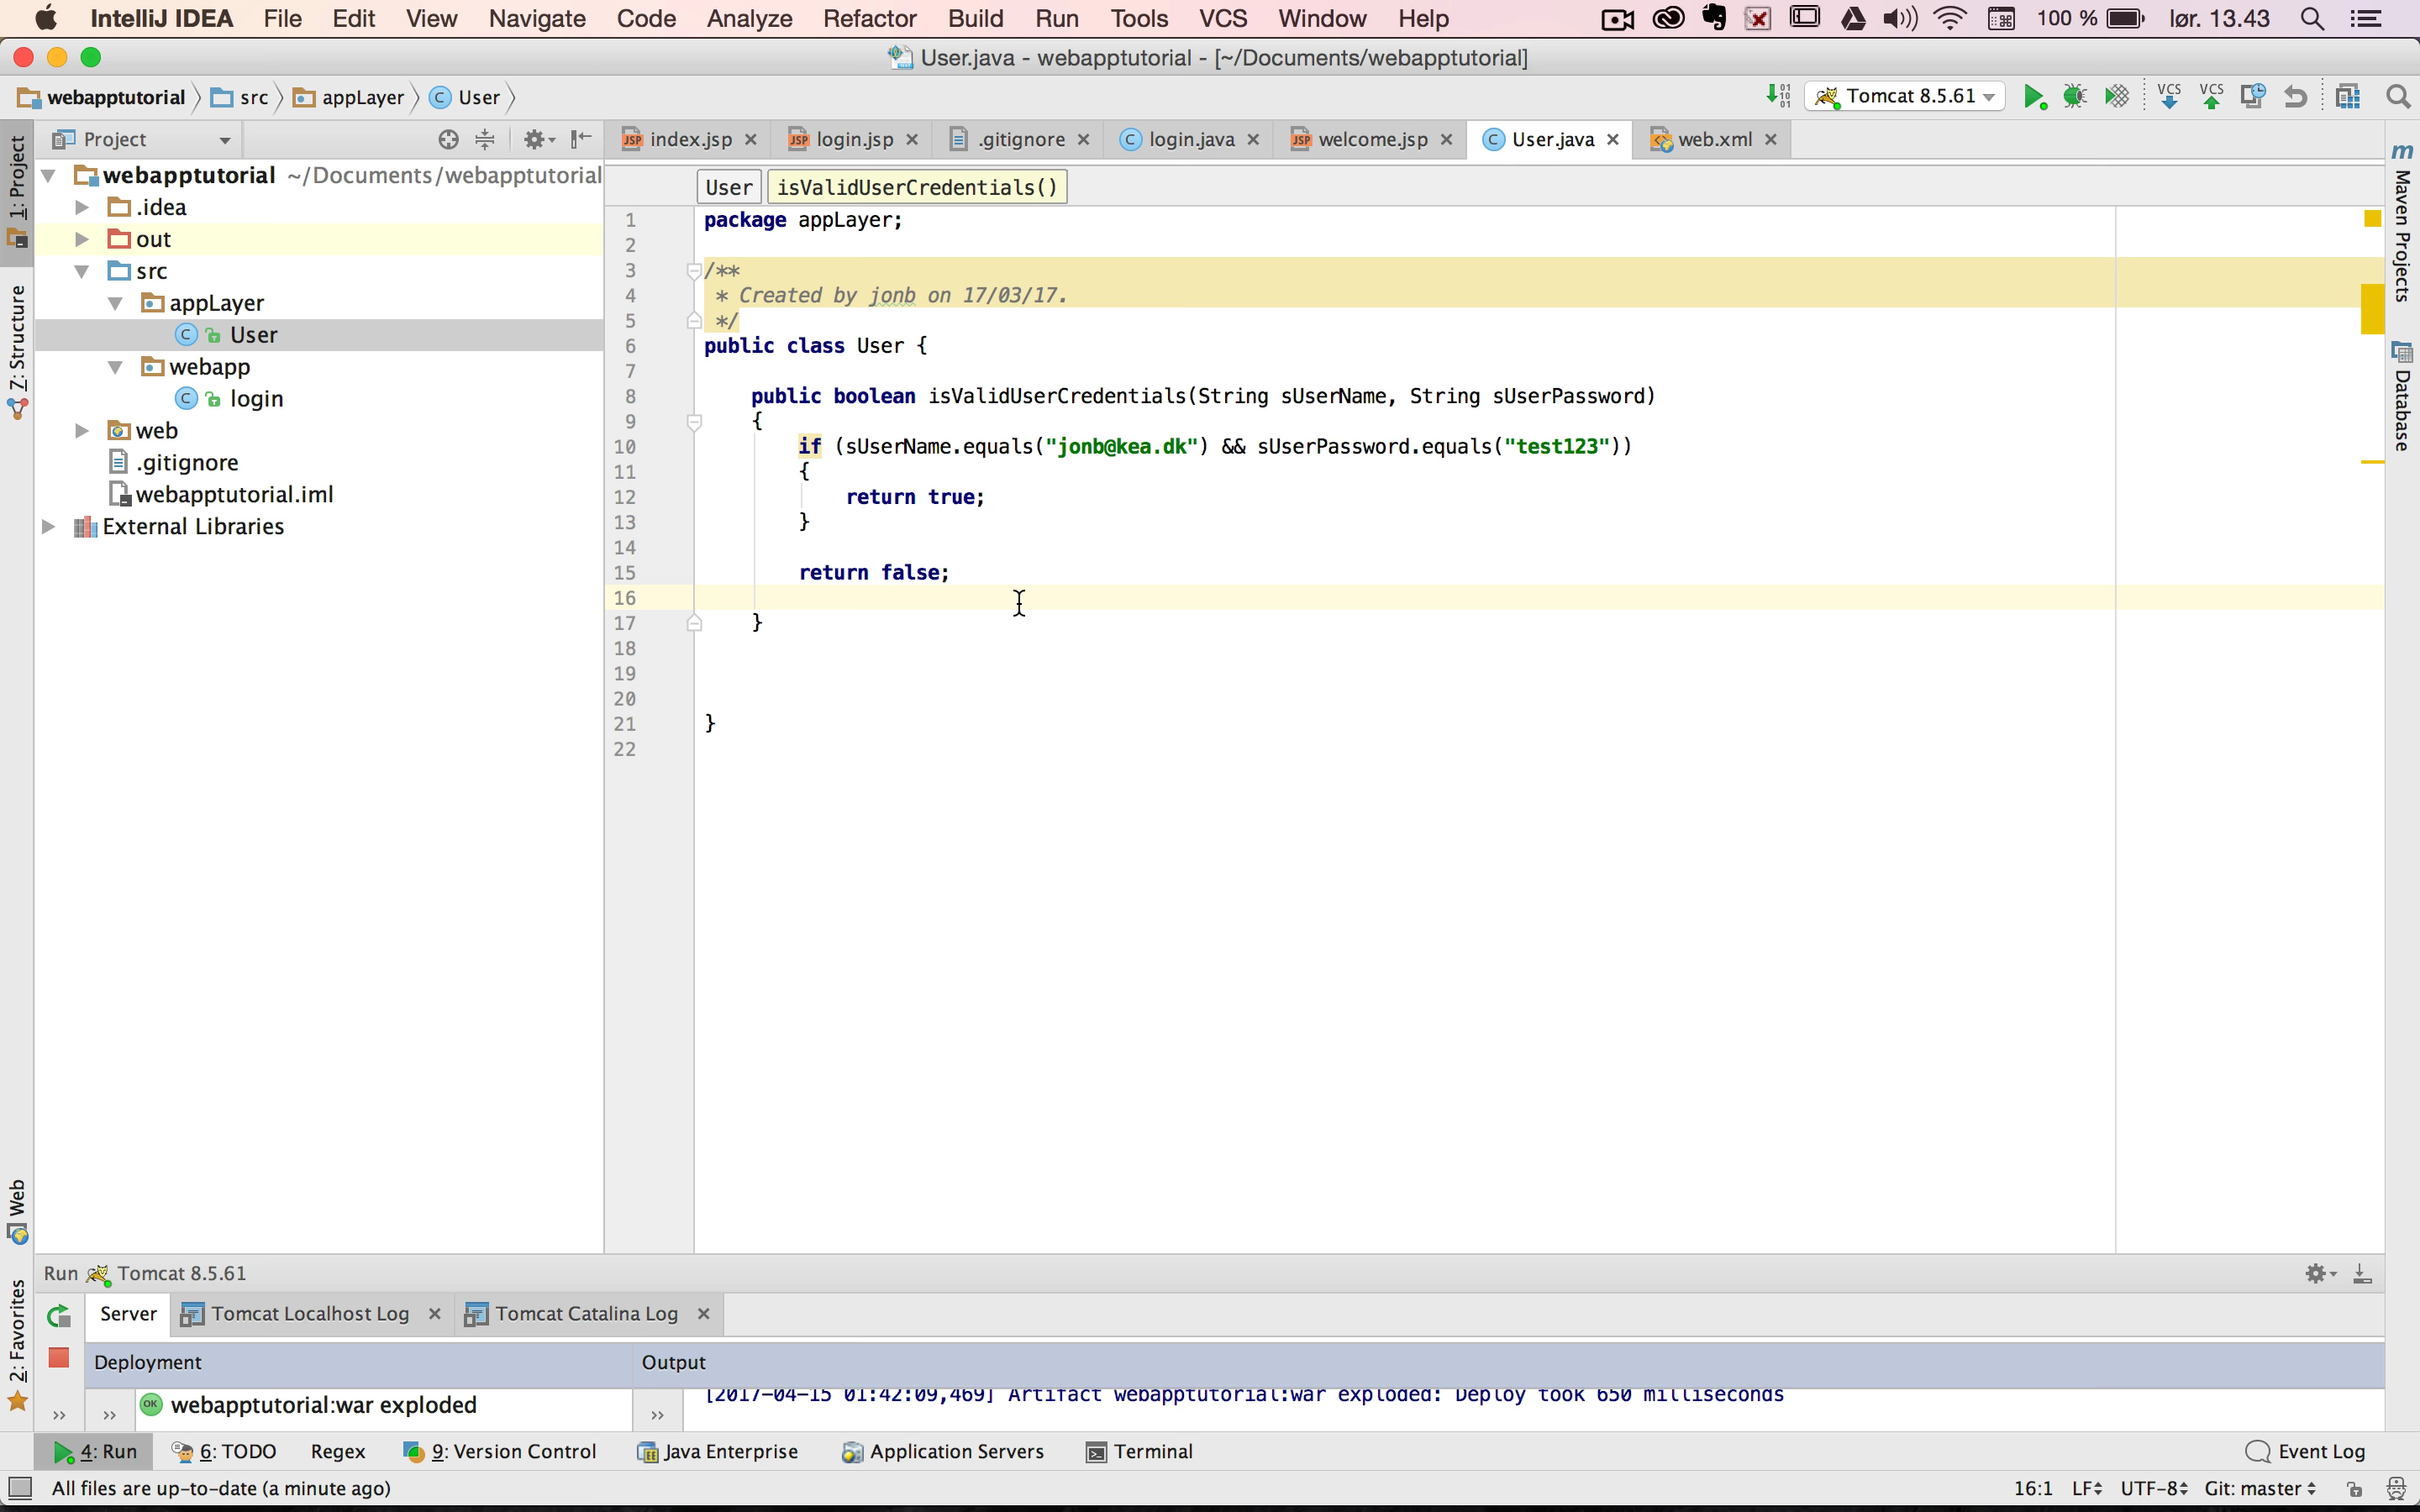 IntelliJ IDEA File Edit View Navigate Code Analyze Refactor Build Run Tools VCS Window Help 100 % lør. 13.43
User.java - webapptutorial - [~/Documents/webapptutorial]
webapptutorial src appLayer User Tomcat 8.5.61 VCS VCS
Project index.jsp login.jsp .gitignore login.java welcome.jsp User.java web.xml
1: Project
7: Structure
Web
2: Favorites
webapptutorial ~/Documents/webapptutorial
.idea
out
src
appLayer
User
webapp
login
web
.gitignore
webapptutorial.iml
External Libraries
User isValidUserCredentials()
1 package appLayer;
2
3 /**
4 * Created by jonb on 17/03/17.
5 */
6 public class User {
7
8 public boolean isValidUserCredentials(String sUserName, String sUserPassword)
9 {
10 if (sUserName.equals("jonb@kea.dk") && sUserPassword.equals("test123"))
11 {
12 return true;
13 }
14
15 return false;
16
17 }
18
19
20
21 }
22
Maven Projects
Database
Run Tomcat 8.5.61
Server Tomcat Localhost Log Tomcat Catalina Log
Deployment Output
webapptutorial:war exploded
[2017-04-15 01:42:09,469] Artifact webapptutorial:war exploded: Deploy took 650 milliseconds
4: Run 6: TODO Regex 9: Version Control Java Enterprise Application Servers Terminal Event Log
All files are up-to-date (a minute ago) 16:1 LF UTF-8 Git: master